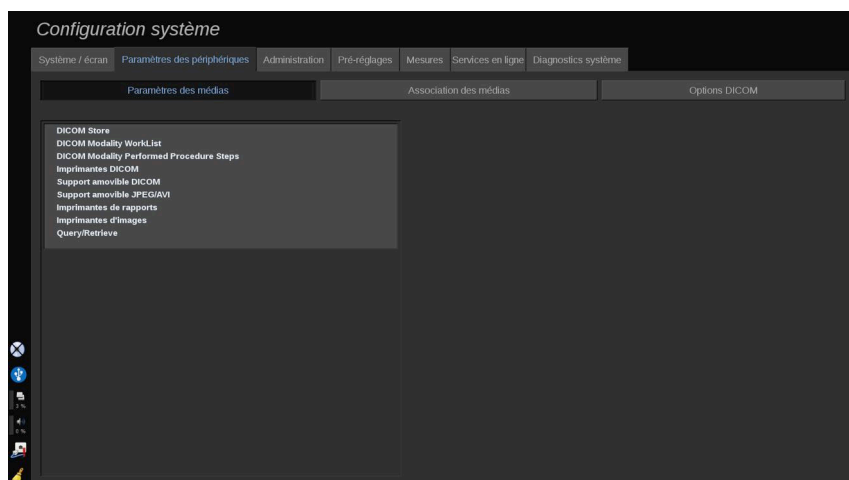 Configuration système
Système / écran Paramètres des périphériques Administration Pré-réglages Mesures Services en ligne Diagnostics système
Paramètres des médias Association des médias Options DICOM
DICOM Store
DICOM Modality WorkList
DICOM Modality Performed Procedure Steps
Imprimantes DICOM
Support amovible DICOM
Support amovible JPEG/AVI
Imprimantes de rapports
Imprimantes d'images
Query/Retrieve
3 %